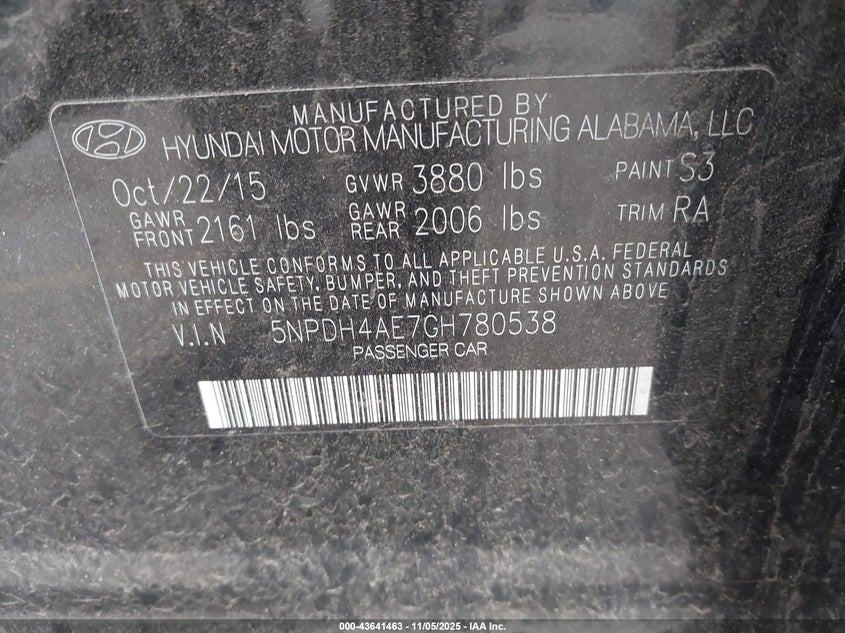 MANUFACTURED BY
HYUNDAI MOTOR MANUFACTURING ALABAMA, LLC
Oct/22/15 GVWR 3880 lbs PAINT S3
GAWR FRONT 2161 lbs GAWR REAR 2006 lbs TRIM RA
THIS VEHICLE CONFORMS TO ALL APPLICABLE U.S.A. FEDERAL
MOTOR VEHICLE SAFETY, BUMPER, AND THEFT PREVENTION STANDARDS
IN EFFECT ON THE DATE OF MANUFACTURE SHOWN ABOVE
V.I.N 5NPDH4AE7GH780538
PASSENGER CAR
000-43641463 - 11/05/2025 - IAA Inc.